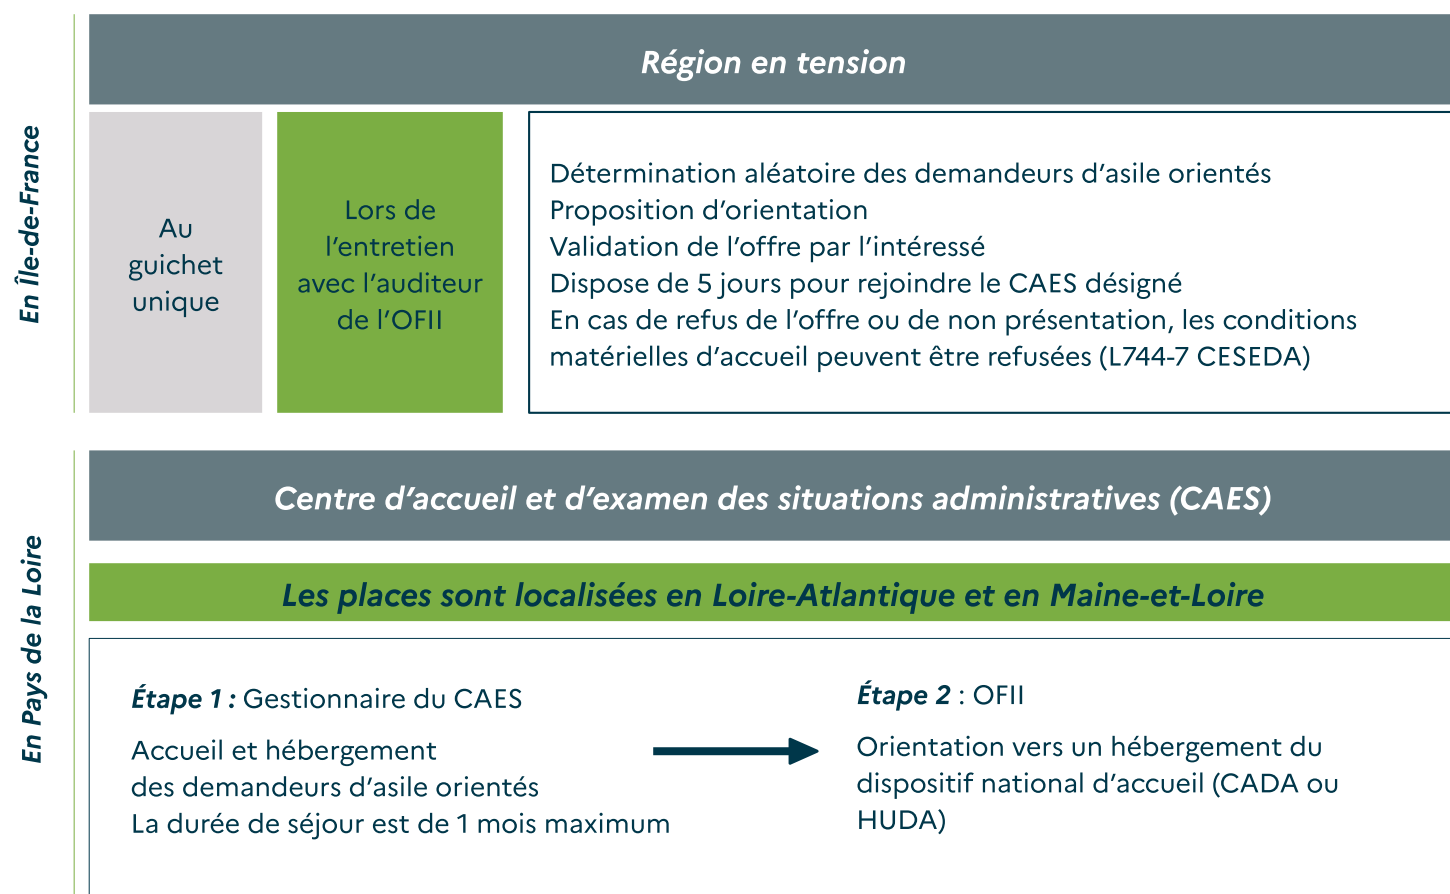 En Île-de-France
Région en tension
Au
guichet
unique
Lors de
l’entretien
avec l’auditeur
de l’OFII
Détermination aléatoire des demandeurs d’asile orientés
Proposition d’orientation
Validation de l’offre par l’intéressé
Dispose de 5 jours pour rejoindre le CAES désigné
En cas de refus de l’offre ou de non présentation, les conditions
matérielles d’accueil peuvent être refusées (L744-7 CESEDA)
En Pays de la Loire
Centre d’accueil et d’examen des situations administratives (CAES)
Les places sont localisées en Loire-Atlantique et en Maine-et-Loire
Étape 1 : Gestionnaire du CAES
Accueil et hébergement
des demandeurs d’asile orientés
La durée de séjour est de 1 mois maximum
Étape 2 : OFII
Orientation vers un hébergement du
dispositif national d’accueil (CADA ou
HUDA)